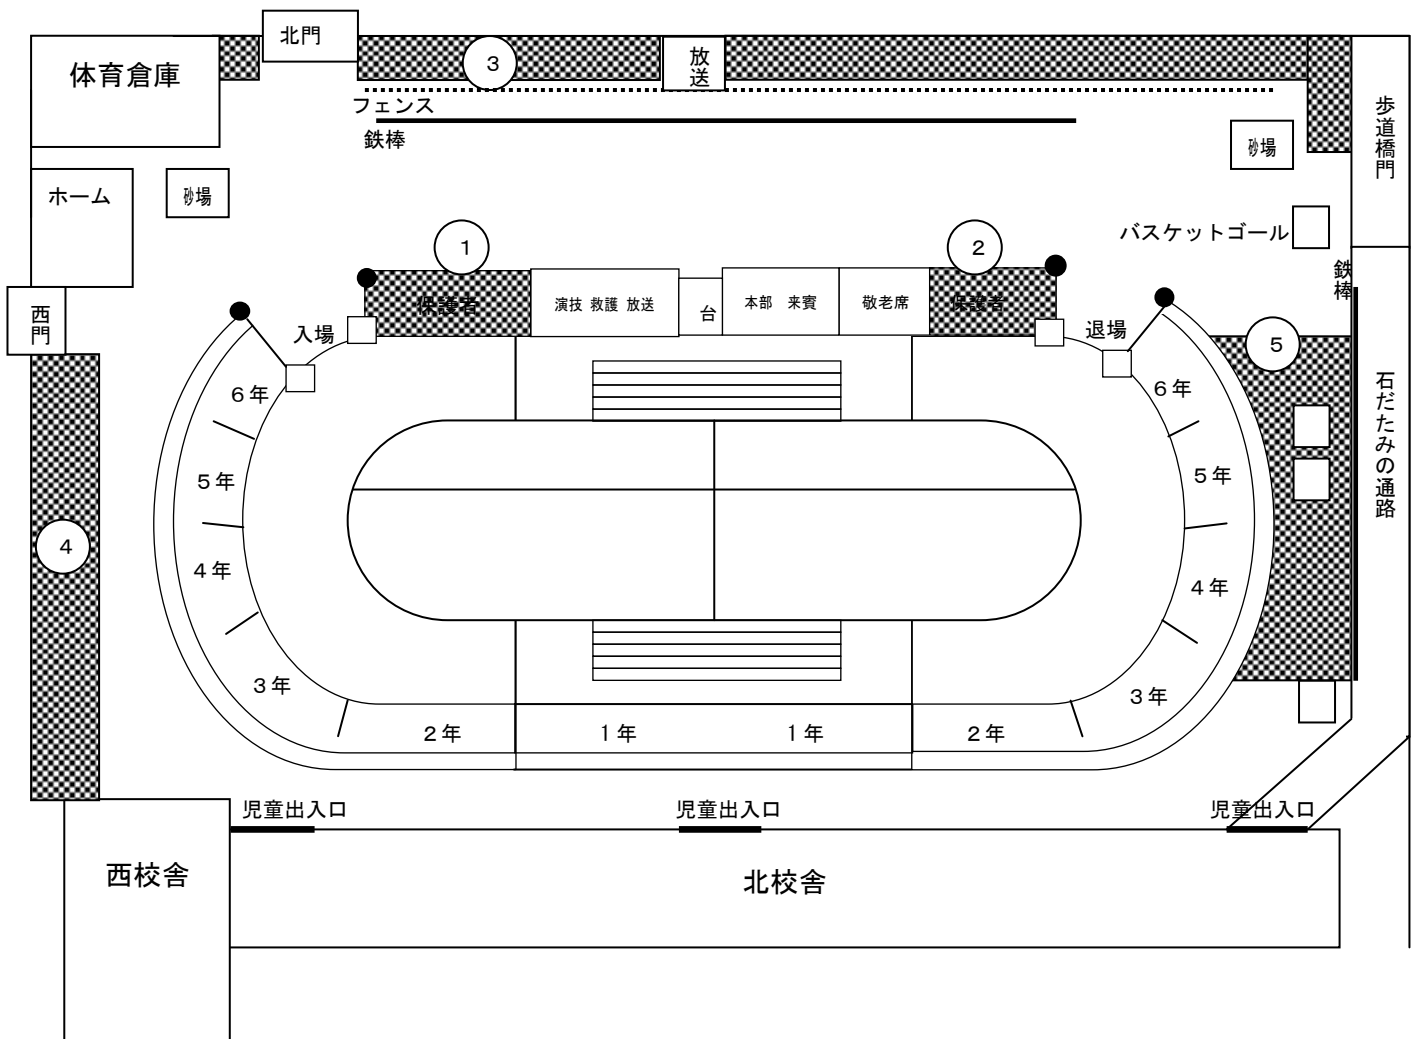 北門
体育倉庫
3
放送
フェンス
鉄棒
歩道橋門
砂場
ホーム
砂場
バスケットゴール
1
2
鉄棒
西門
保護者
演技 救護 放送
台
本部 来賓
敬老席
保護者
入場
退場
5
6年
6年
石だたみの通路
5年
5年
4
4年
4年
3年
3年
2年
1年
1年
2年
児童出入口
児童出入口
児童出入口
西校舎
北校舎